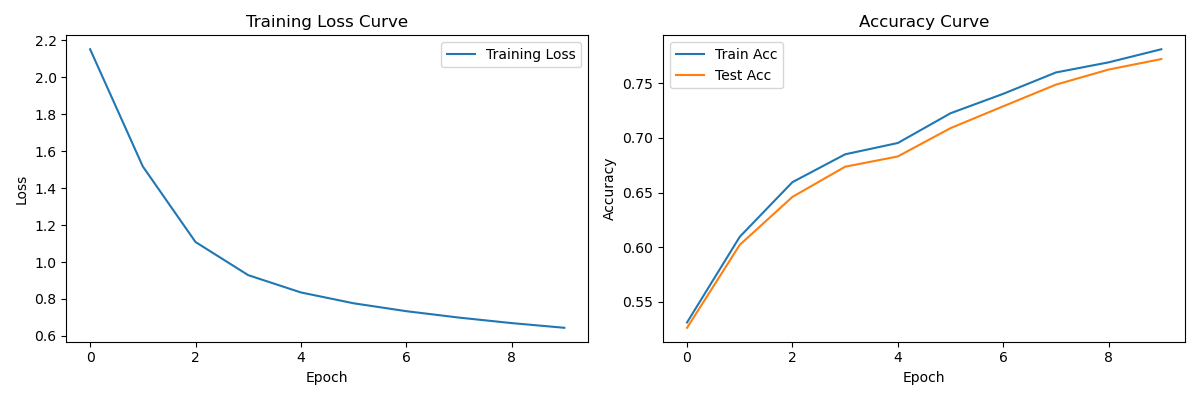 Training Loss Curve
Training Loss
2.2
2.0
1.8
1.6
1.4
1.2
1.0
0.8
0.6
Loss
0 2 4 6 8
Epoch
Accuracy Curve
Train Acc
Test Acc
0.75
0.70
0.65
0.60
0.55
Accuracy
0 2 4 6 8
Epoch